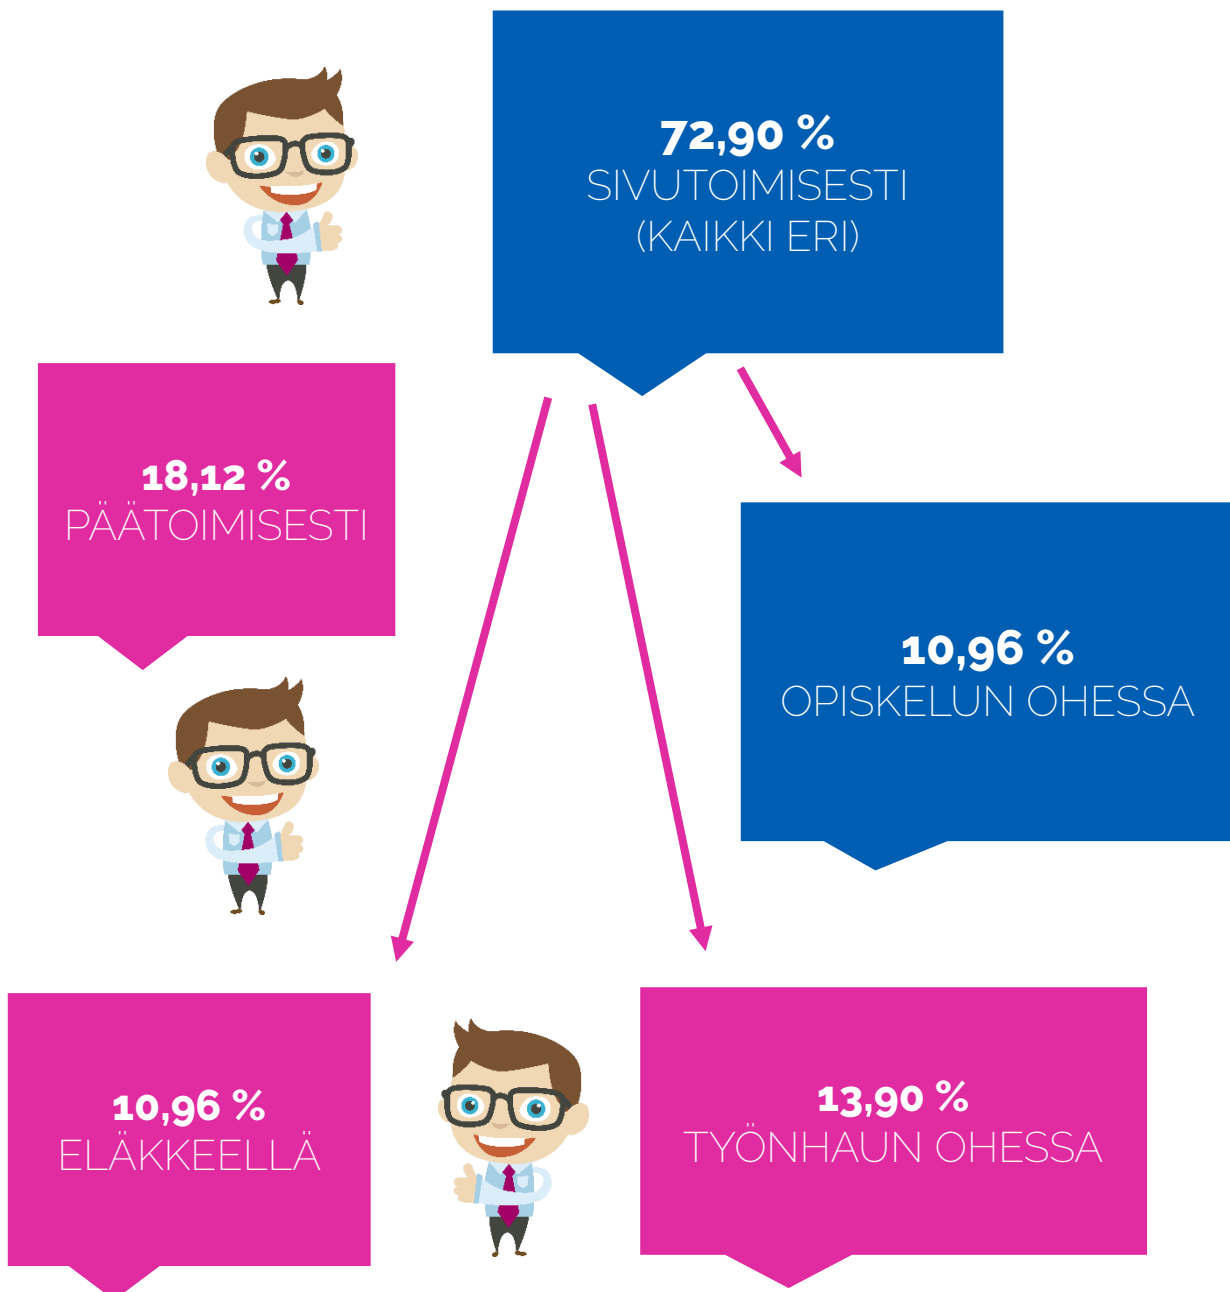 72,90 %
SIVUTOIMISESTI
(KAIKKI ERI)
18,12 %
PÄÄTOIMISESTI
10,96 %
OPISKELUN OHESSA
10,96 %
ELÄKKEELLÄ
13,90 %
TYÖNHAUN OHESSA